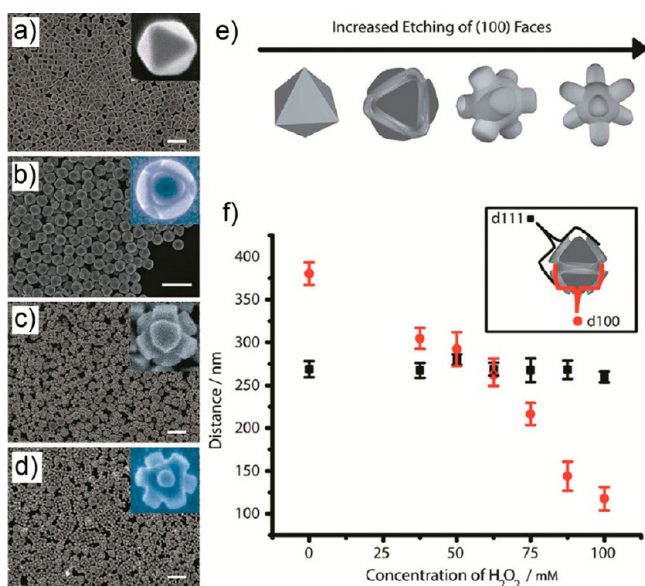 a)
b)
c)
d)
e)
Increased Etching of (100) Faces
f)
d111
d100
400
350
300
250
200
150
100
Distance / nm
0
25
50
75
100
Concentration of H₂O₂ / mM